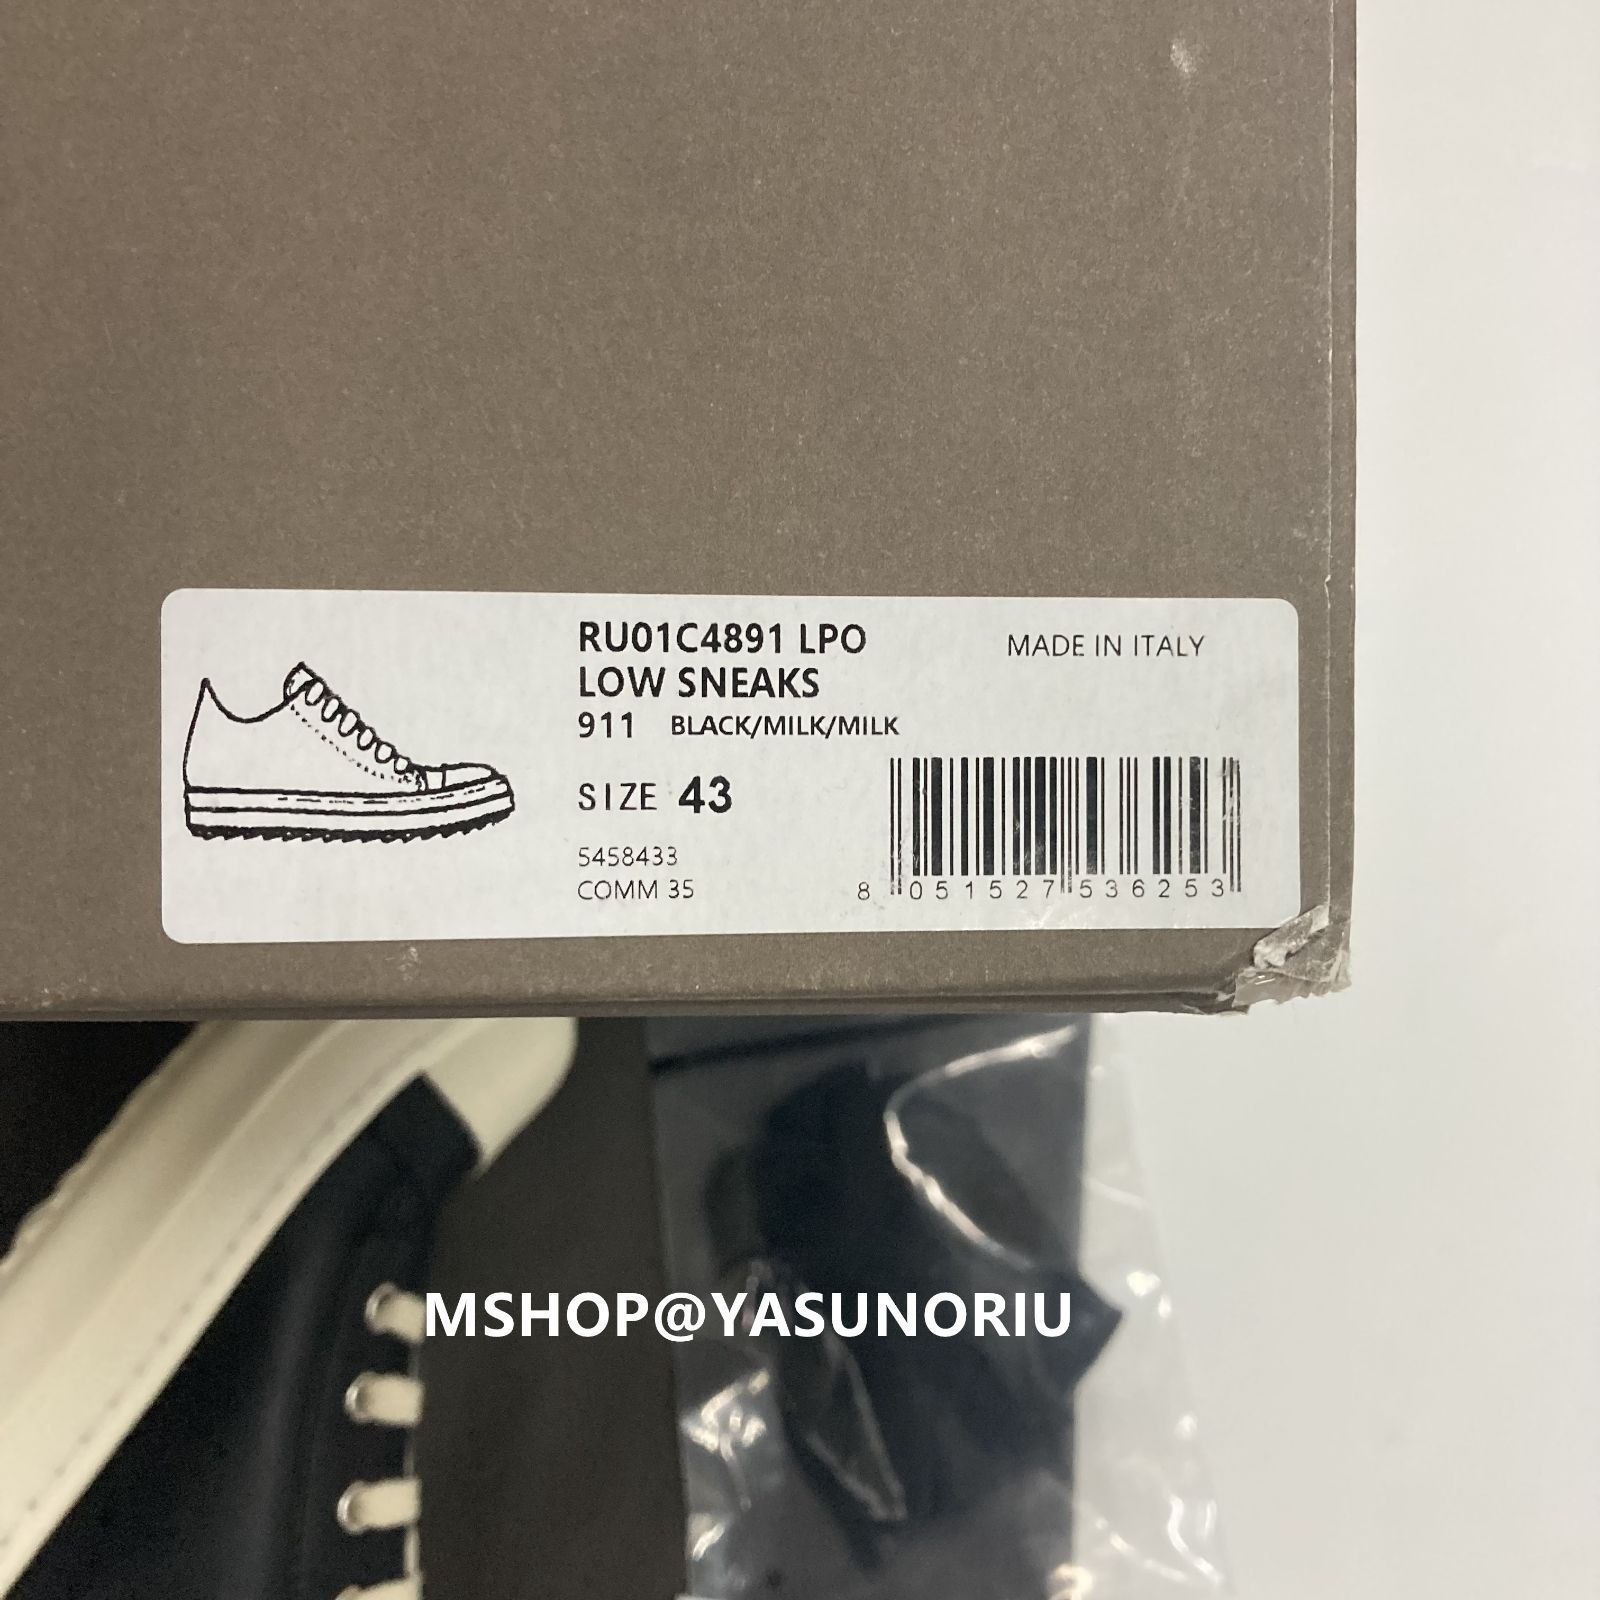 RU01C4891 LPO
LOW SNEAKS
911 BLACK/MILK/MILK
SIZE 43
5458433
COMM 35
MADE IN ITALY
8 051527 536253
MSHOP@YASUNORIU